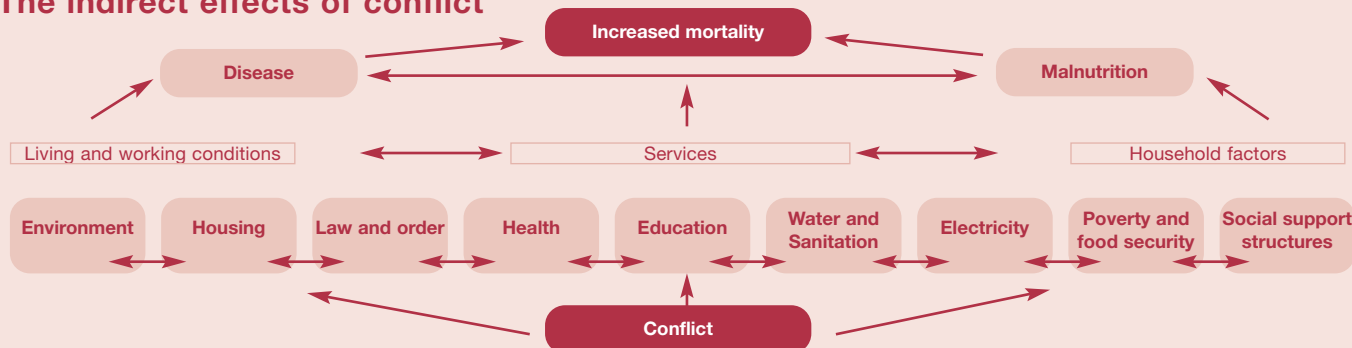 The indirect effects of conflict
Increased mortality
Disease
Malnutrition
Living and working conditions
Services
Household factors
Environment
Housing
Law and order
Health
Education
Water and
Sanitation
Electricity
Poverty and
food security
Social support
structures
Conflict